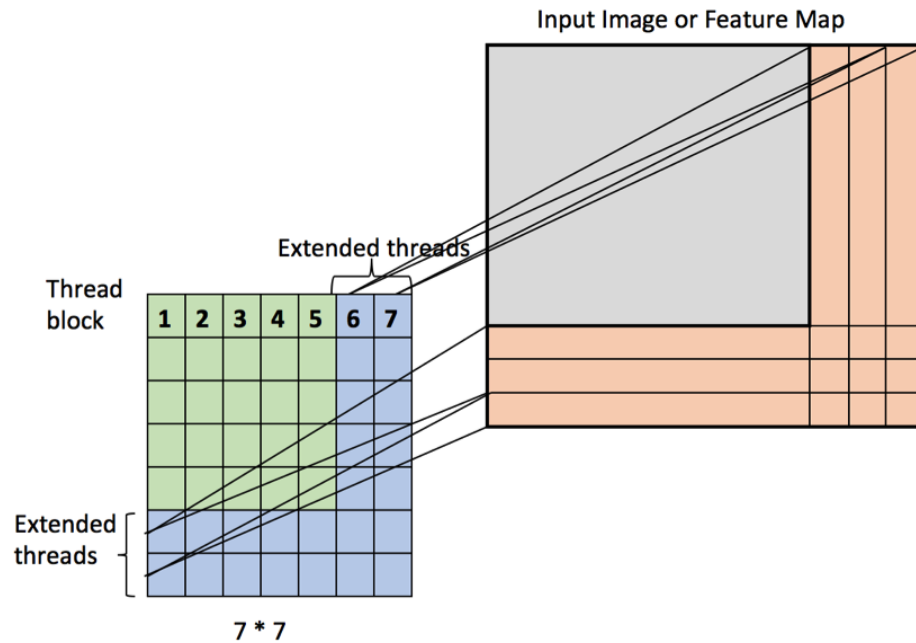 Input Image or Feature Map
Extended threads
Thread
block
1 2 3 4 5 6 7
Extended
threads
7 * 7